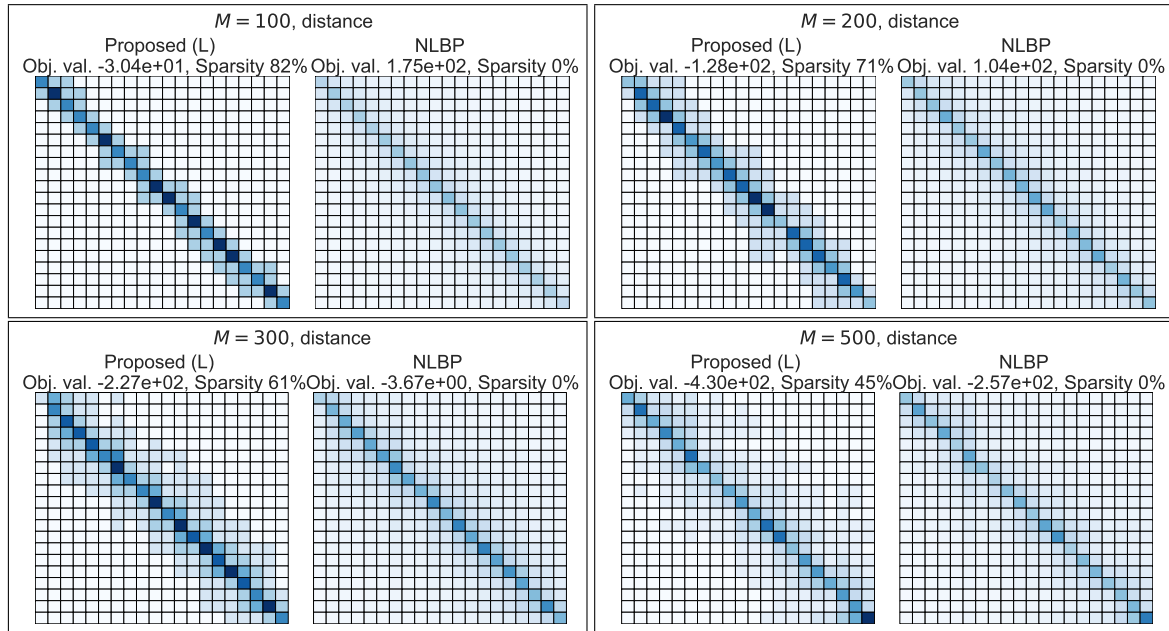 M = 100, distance
Proposed (L)
Obj. val. -3.04e+01, Sparsity 82%
NLBP
Obj. val. 1.75e+02, Sparsity 0%
M = 200, distance
Proposed (L)
Obj. val. -1.28e+02, Sparsity 71%
NLBP
Obj. val. 1.04e+02, Sparsity 0%
M = 300, distance
Proposed (L)
Obj. val. -2.27e+02, Sparsity 61%
NLBP
Obj. val. -3.67e+00, Sparsity 0%
M = 500, distance
Proposed (L)
Obj. val. -4.30e+02, Sparsity 45%
NLBP
Obj. val. -2.57e+02, Sparsity 0%